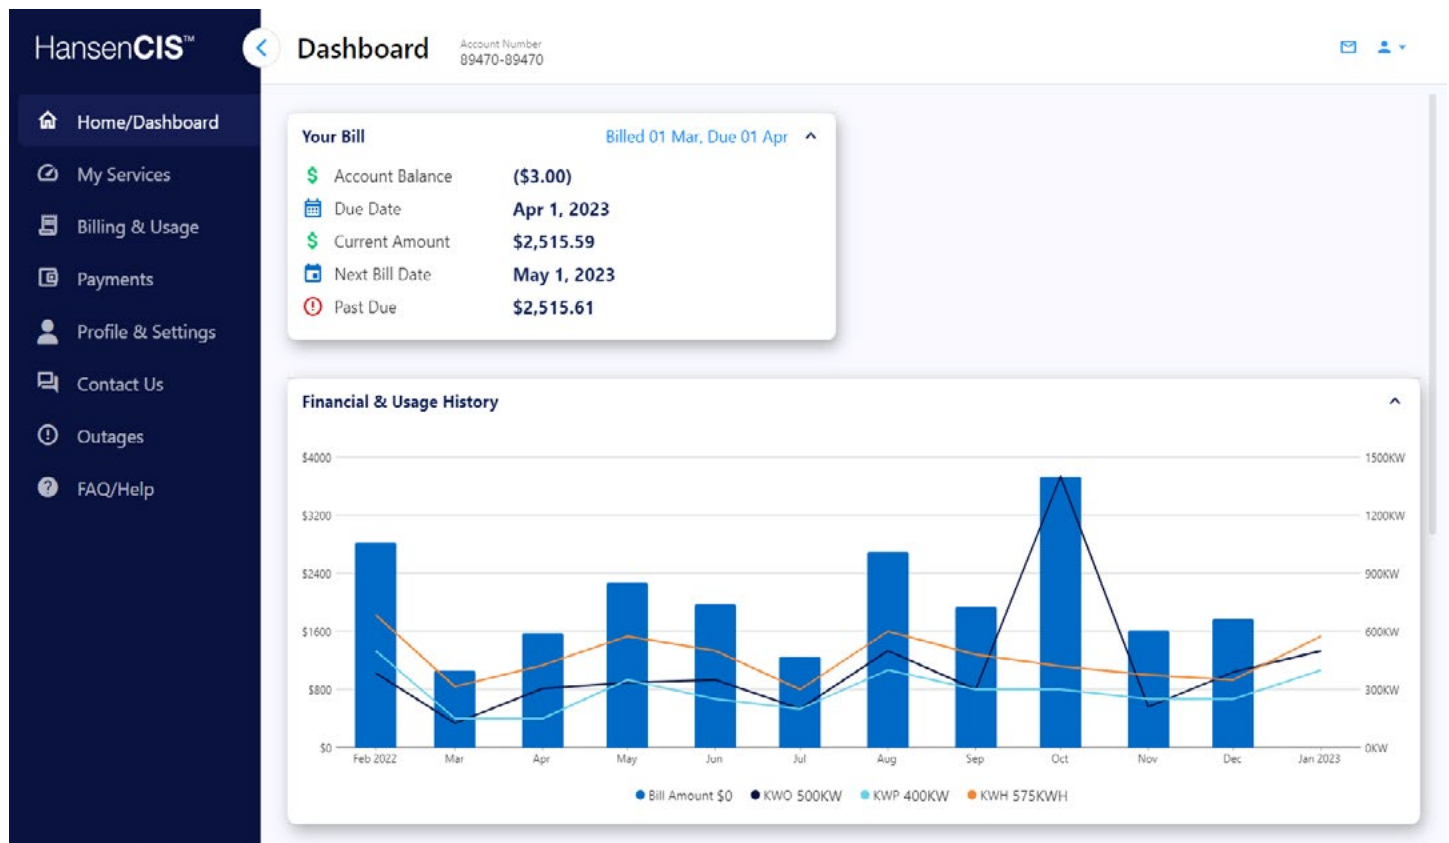 HansenCIS™
Dashboard
Account Number
89470-89470
Home/Dashboard
My Services
Billing & Usage
Payments
Profile & Settings
Contact Us
Outages
FAQ/Help
Your Bill
Billed 01 Mar, Due 01 Apr
Account Balance ($3.00)
Due Date Apr 1, 2023
Current Amount $2,515.59
Next Bill Date May 1, 2023
Past Due $2,515.61
Financial & Usage History
$4000 1500KW
$3200 1200KW
$2400 900KW
$1600 600KW
$800 300KW
$0 0KW
Feb 2022 Mar Apr May Jun Jul Aug Sep Oct Nov Dec Jan 2023
Bill Amount $0 KWO 500KW KWP 400KW KWH 575KWH